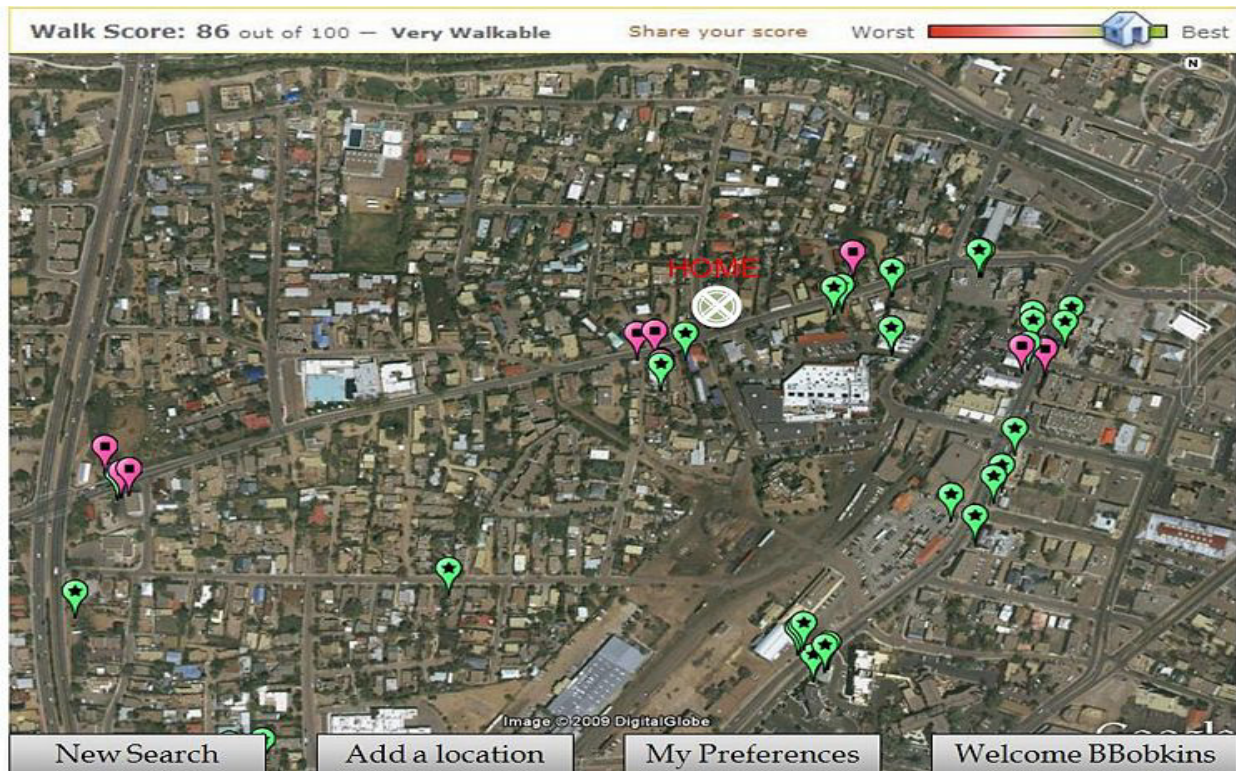 Walk Score: 86 out of 100 — Very Walkable Share your score Worst Best
N
HOME
Image © 2009 DigitalGlobe
Google
New Search Add a location My Preferences Welcome BBobkins